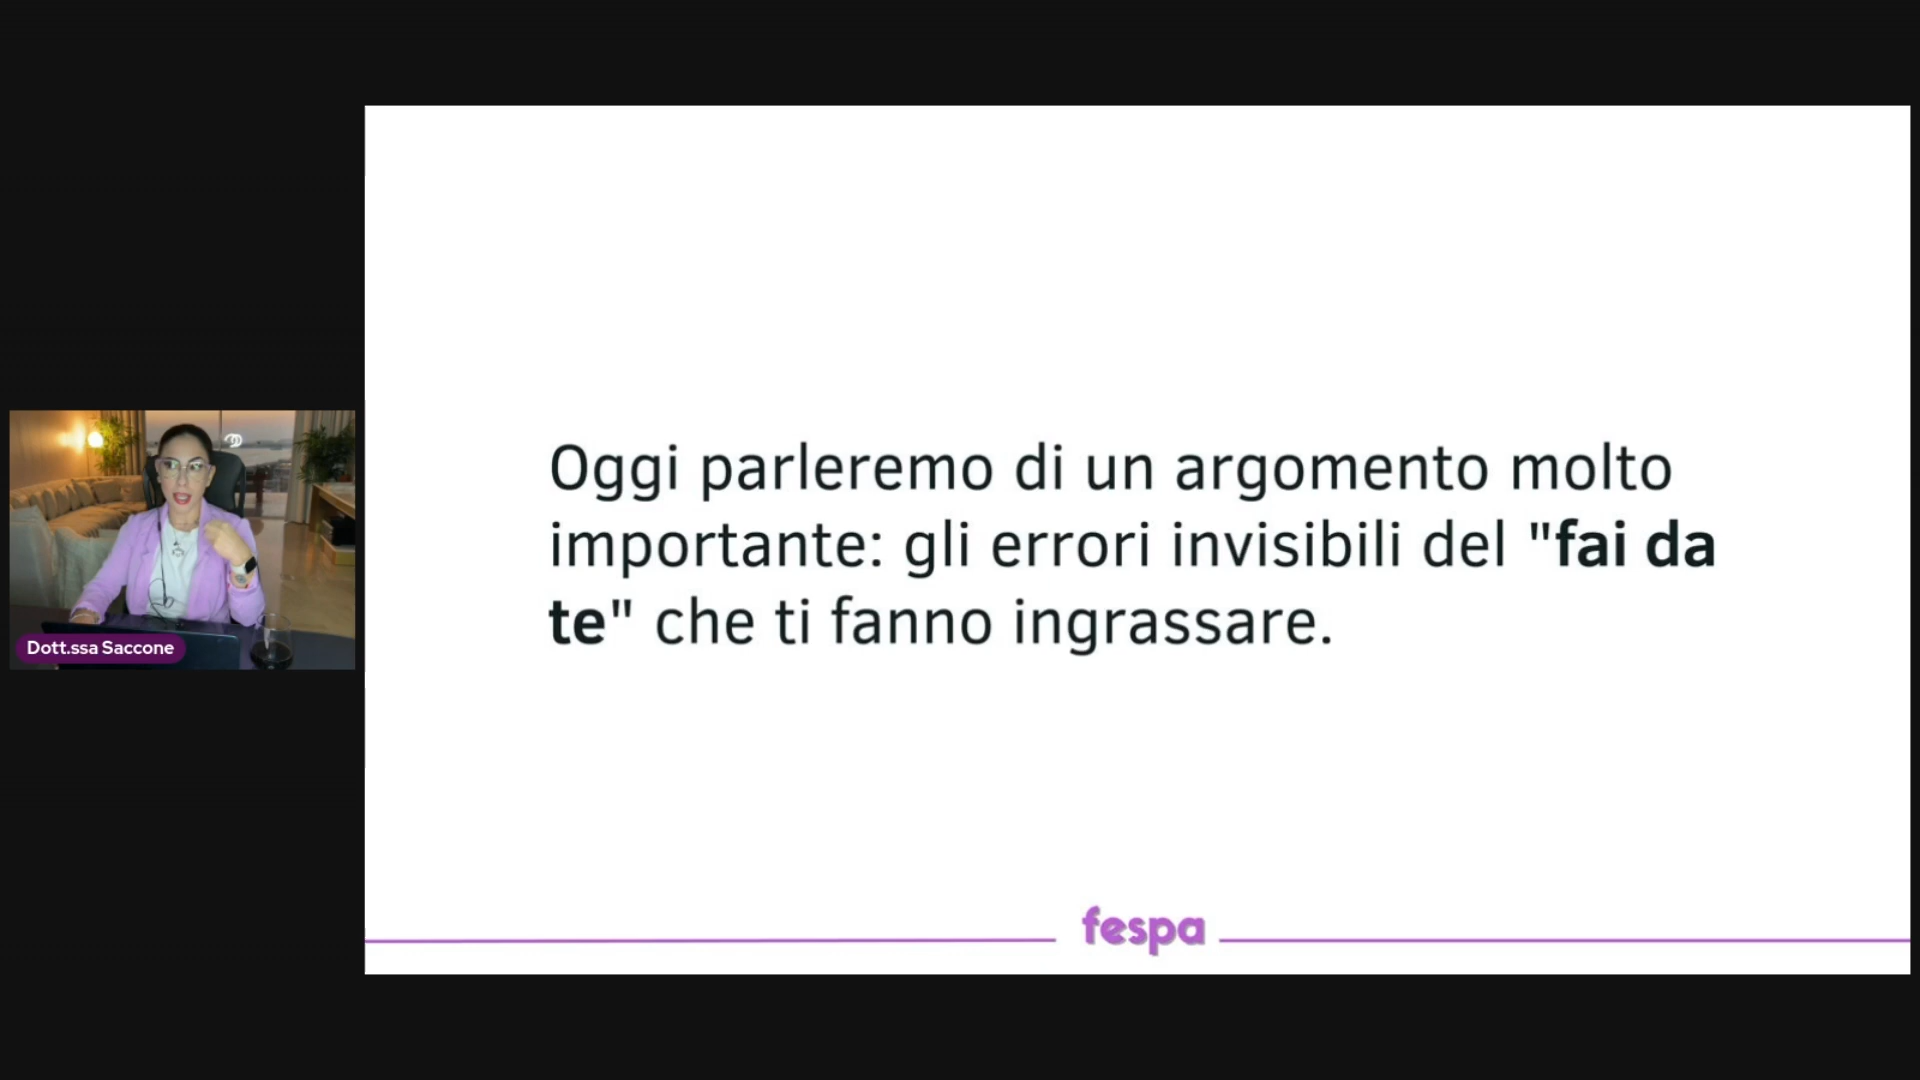 Oggi parleremo di un argomento molto
importante: gli errori invisibili del "fai da
te" che ti fanno ingrassare.
Dott.ssa Saccone
fespa